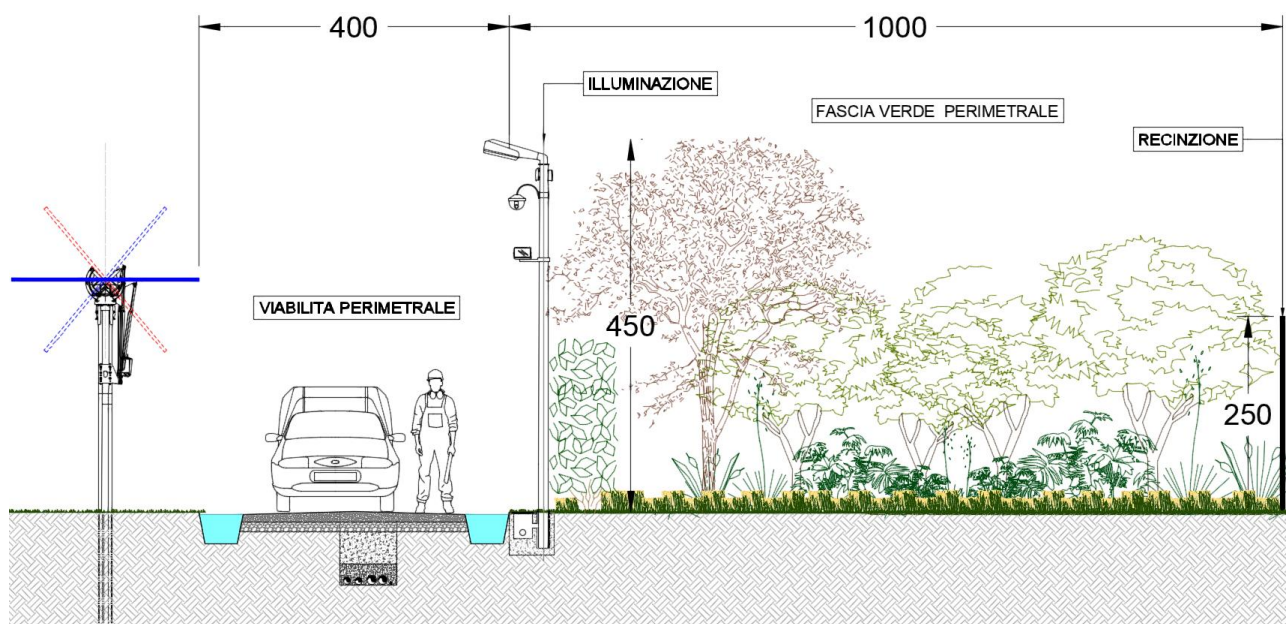 400
1000
ILLUMINAZIONE
FASCIA VERDE PERIMETRALE
RECINZIONE
VIABILITA PERIMETRALE
450
250